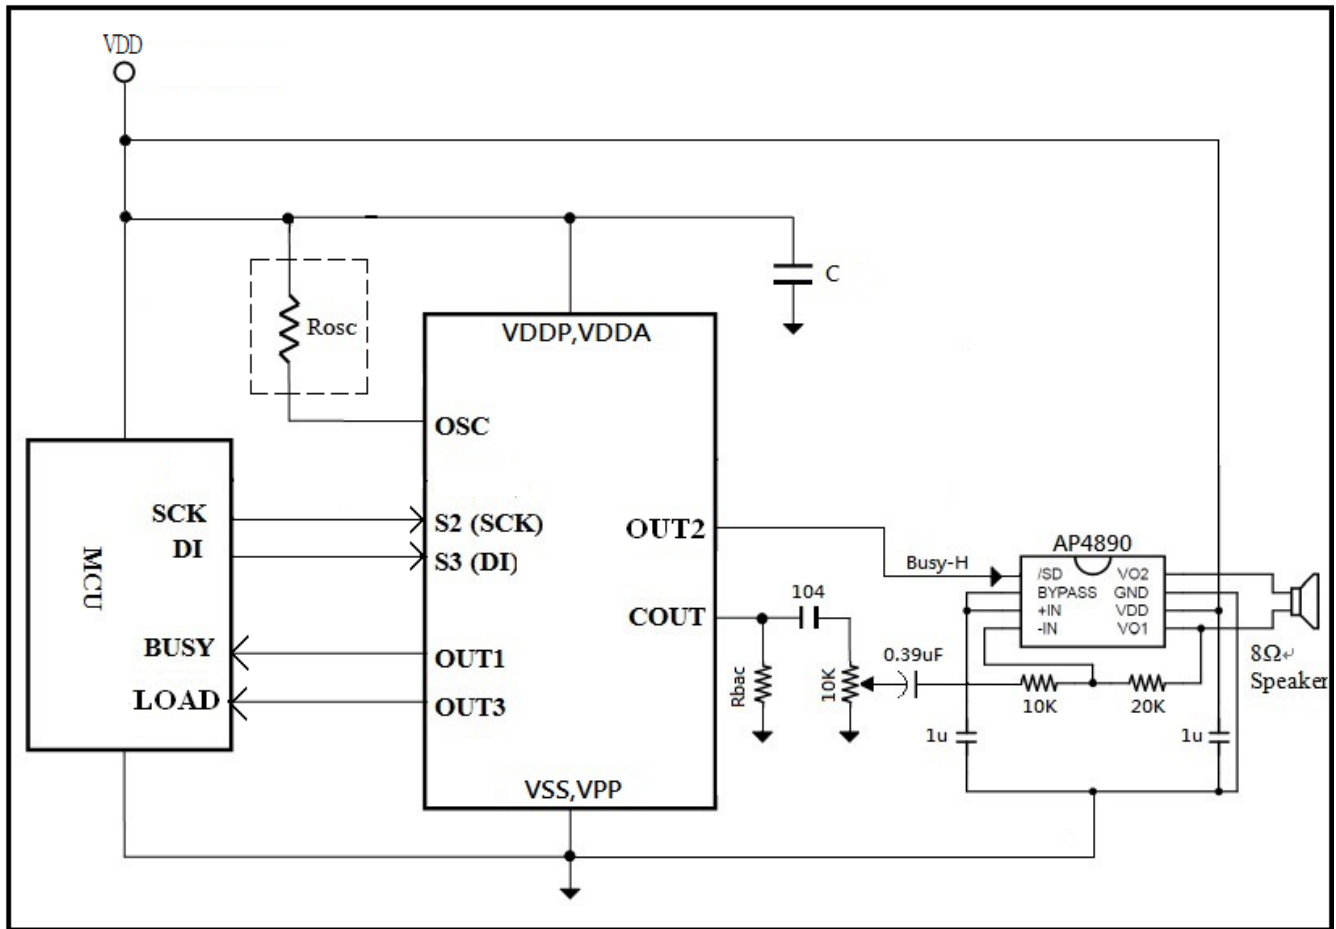 VDD
C
Rosc
VDDP,VDDA
OSC
SCK
DI
MCU
BUSY
LOAD
S2 (SCK)
S3 (DI)
OUT1
OUT3
OUT2
COUT
VSS,VPP
Busy-H
AP4890
/SD
BYPASS
+IN
-IN
VO2
GND
VDD
VO1
104
Rbac
10K
0.39uF
10K
20K
1u
1u
8Ω↵
Speaker